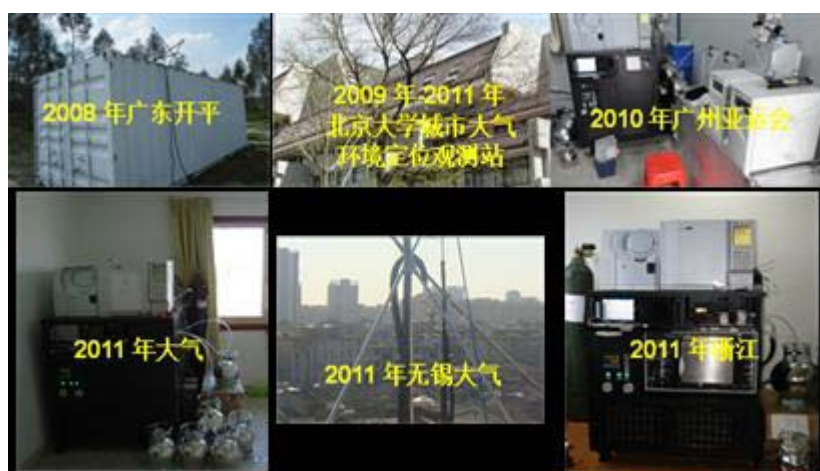 2008 年广东开平
2009 年-2011 年
北京大学城市大气
环境定位观测站
2010 年广州亚运会
2011 年大气
2011 年无锡大气
2011 年浙江